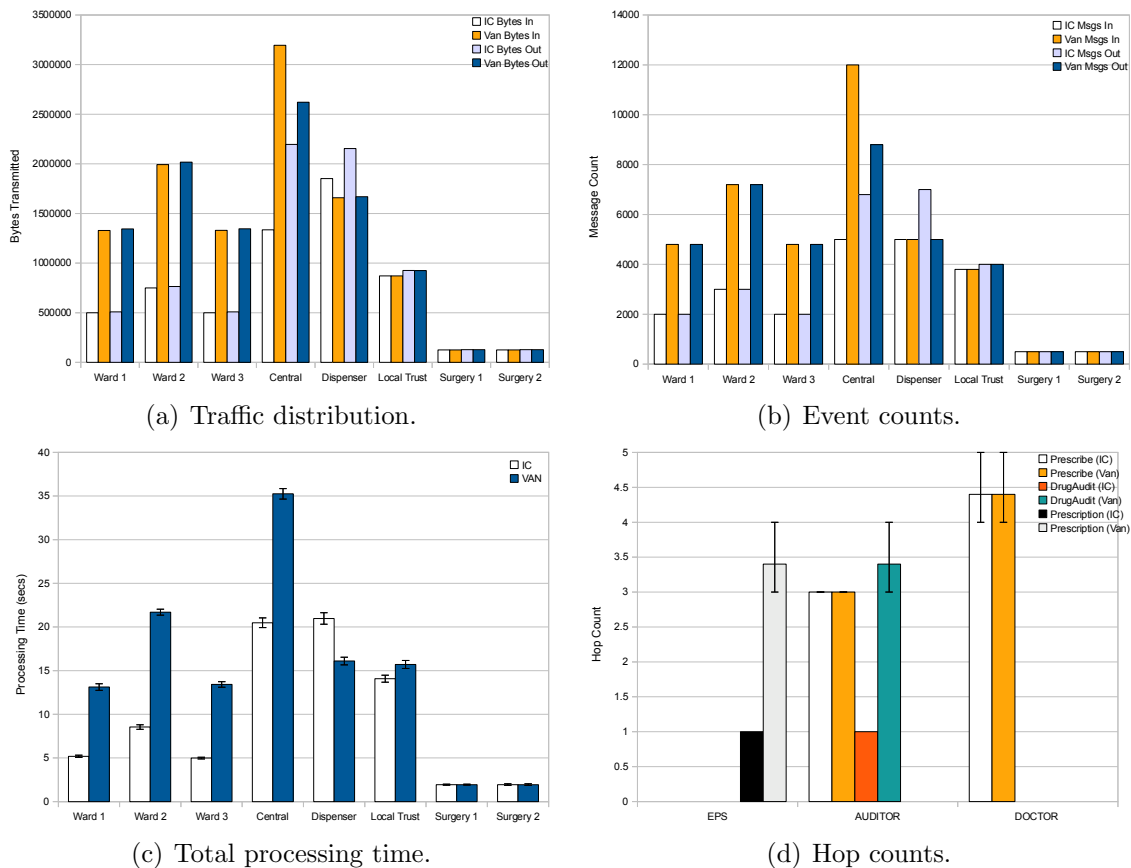 3500000
3000000
2500000
2000000
1500000
1000000
500000
0
Bytes Transmitted
IC Bytes In
Van Bytes In
IC Bytes Out
Van Bytes Out
Ward 1 Ward 2 Ward 3 Central Dispenser Local Trust Surgery 1 Surgery 2
(a) Traffic distribution.
14000
12000
10000
8000
6000
4000
2000
0
Message Count
IC Msgs In
Van Msgs In
IC Msgs Out
Van Msgs Out
Ward 1 Ward 2 Ward 3 Central Dispenser Local Trust Surgery 1 Surgery 2
(b) Event counts.
40
35
30
25
20
15
10
5
0
Processing Time (secs)
IC
VAN
Ward 1 Ward 2 Ward 3 Central Dispenser Local Trust Surgery 1 Surgery 2
(c) Total processing time.
5
4.5
4
3.5
3
2.5
2
1.5
1
0.5
0
Hop Count
Prescribe (IC)
Prescribe (Van)
DrugAudit (IC)
DrugAudit (Van)
Prescription (IC)
Prescription (Van)
EPS AUDITOR DOCTOR
(d) Hop counts.